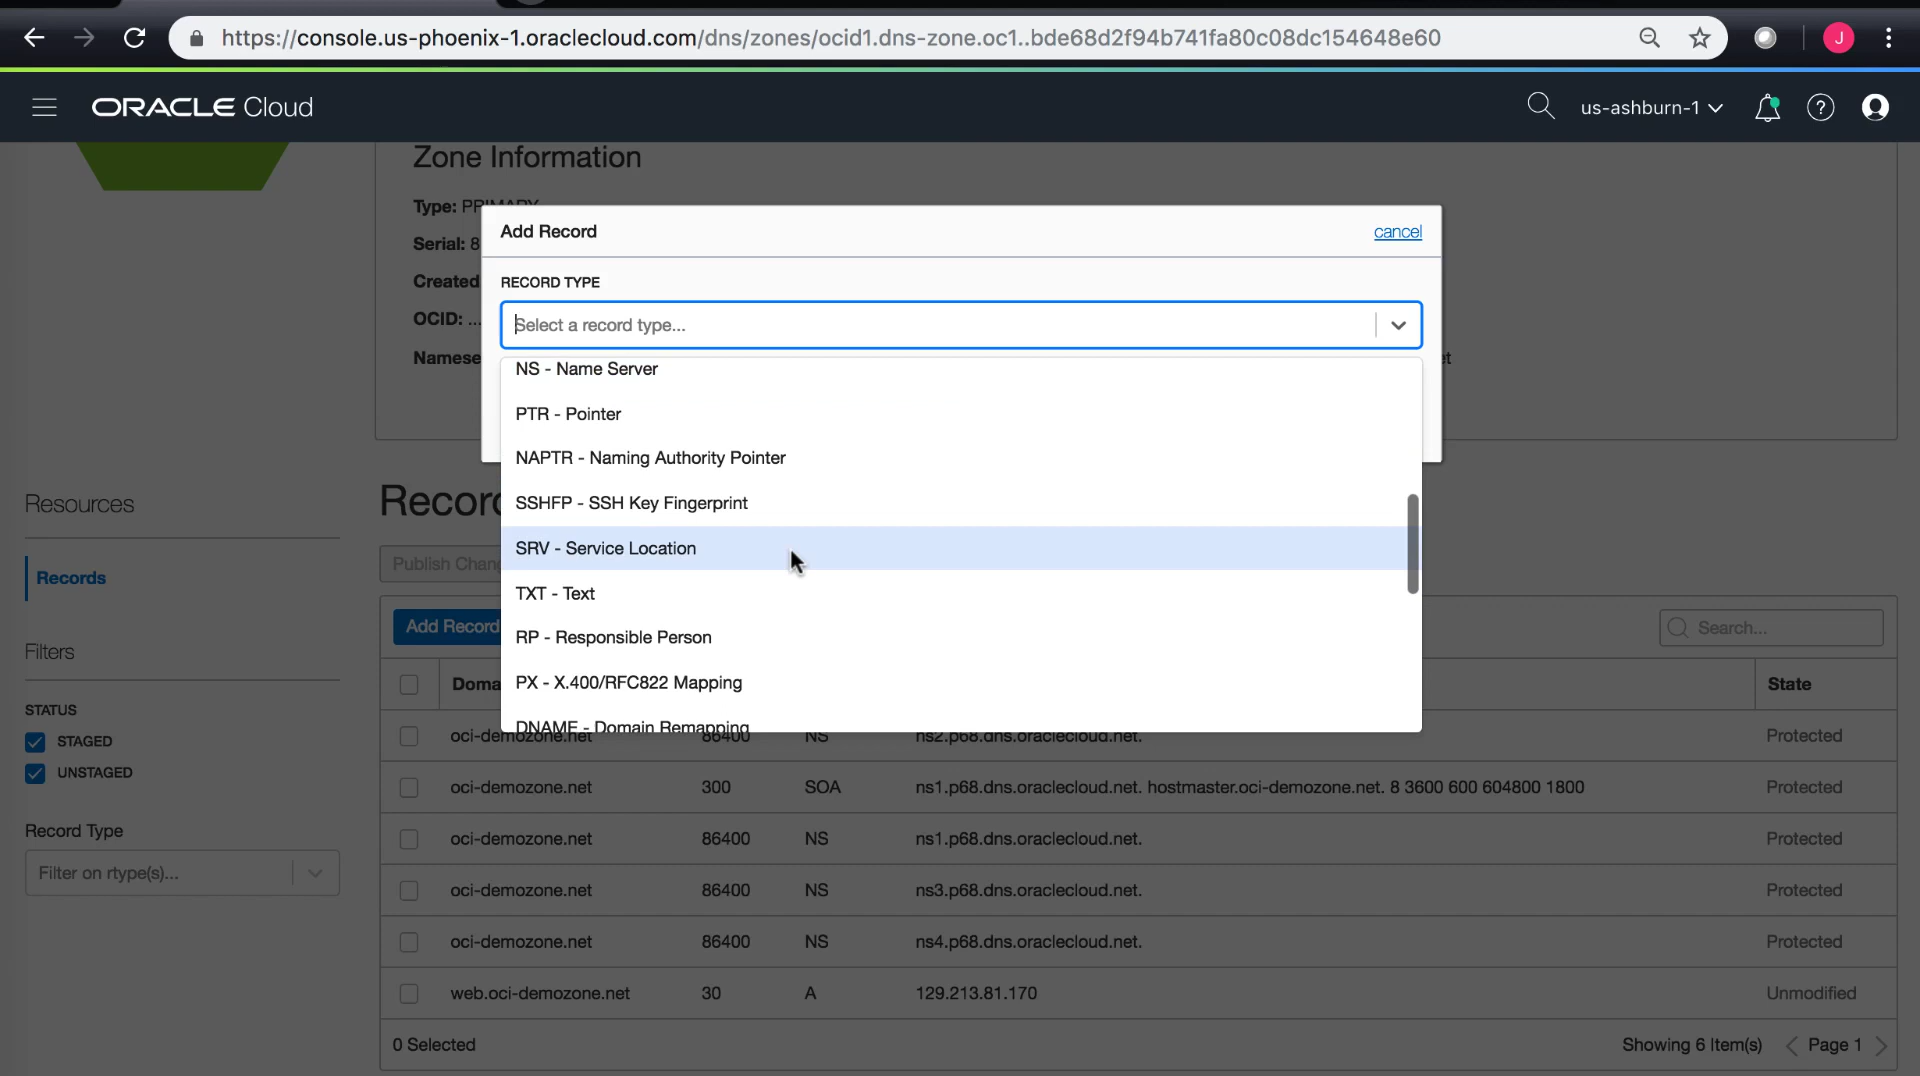 https://console.us-phoenix-1.oraclecloud.com/dns/zones/ocid1.dns-zone.oc1..bde68d2f94b741fa80c08dc154648e60
J
ORACLE Cloud
us-ashburn-1
?
Zone Information
Type: PRIMARY
Serial: 8
Created
OCID: ...
Namese
et
Add Record
cancel
RECORD TYPE
Select a record type...
NS - Name Server
PTR - Pointer
NAPTR - Naming Authority Pointer
SSHFP - SSH Key Fingerprint
SRV - Service Location
TXT - Text
RP - Responsible Person
PX - X.400/RFC822 Mapping
DNAME - Domain Remapping
Resources
Records
Filters
STATUS
STAGED
UNSTAGED
Record Type
Filter on rtype(s)...
Record
Publish Chan
Add Record
Search...
Doma
State
oci-demozone.net 86400 NS ns2.p68.dns.oraclecloud.net. Protected
oci-demozone.net 300 SOA ns1.p68.dns.oraclecloud.net. hostmaster.oci-demozone.net. 8 3600 600 604800 1800 Protected
oci-demozone.net 86400 NS ns1.p68.dns.oraclecloud.net. Protected
oci-demozone.net 86400 NS ns3.p68.dns.oraclecloud.net. Protected
oci-demozone.net 86400 NS ns4.p68.dns.oraclecloud.net. Protected
web.oci-demozone.net 30 A 129.213.81.170 Unmodified
0 Selected
Showing 6 Item(s) < Page 1 >